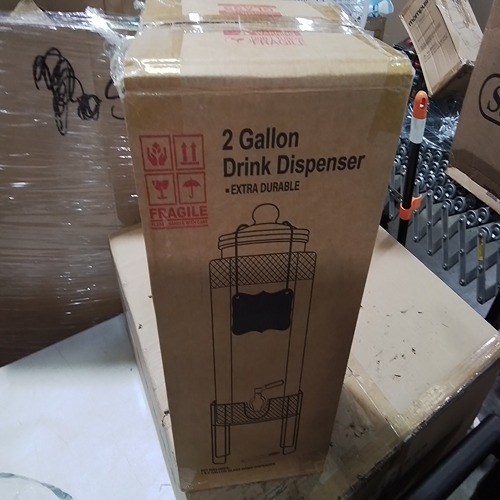 FRAGILE
2 Gallon
Drink Dispenser
•EXTRA DURABLE
FRAGILE